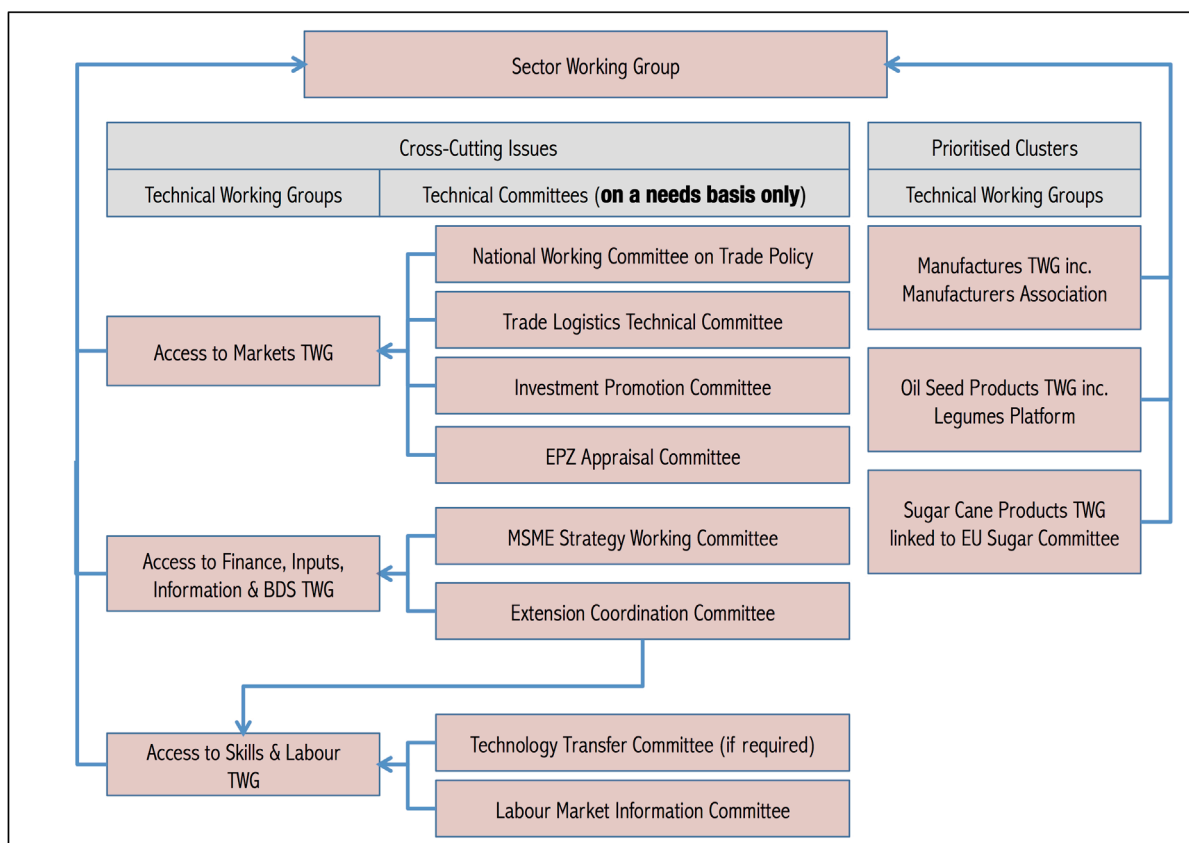 Sector Working Group
Cross-Cutting Issues
Technical Working Groups
Technical Committees (on a needs basis only)
National Working Committee on Trade Policy
Trade Logistics Technical Committee
Access to Markets TWG
Investment Promotion Committee
EPZ Appraisal Committee
MSME Strategy Working Committee
Access to Finance, Inputs,
Information & BDS TWG
Extension Coordination Committee
Technology Transfer Committee (if required)
Access to Skills & Labour
TWG
Labour Market Information Committee
Prioritised Clusters
Technical Working Groups
Manufactures TWG inc.
Manufacturers Association
Oil Seed Products TWG inc.
Legumes Platform
Sugar Cane Products TWG
linked to EU Sugar Committee